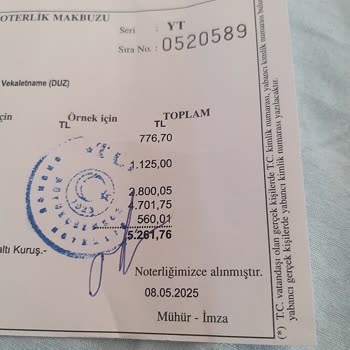 NOTERLİK MAKBUZU
Seri : YT
Sıra No. : 0520589
Vekaletname (DUZ)
için Örnek için TOPLAM
TL TL
776,70
1.125,00
2.800,05
4.701,75
560,01
5.261,76
altı Kuruş.-
Noterliğimizce alınmıştır.
08.05.2025
Mühür - İmza
(*) T.C. vatandaşı olan gerçek kişilerde T.C. kimlik numarası, yabancı kimlik numarası bulunan
yabancı gerçek kişilerde yabancı kimlik numarası yazılacaktır.
T.C.